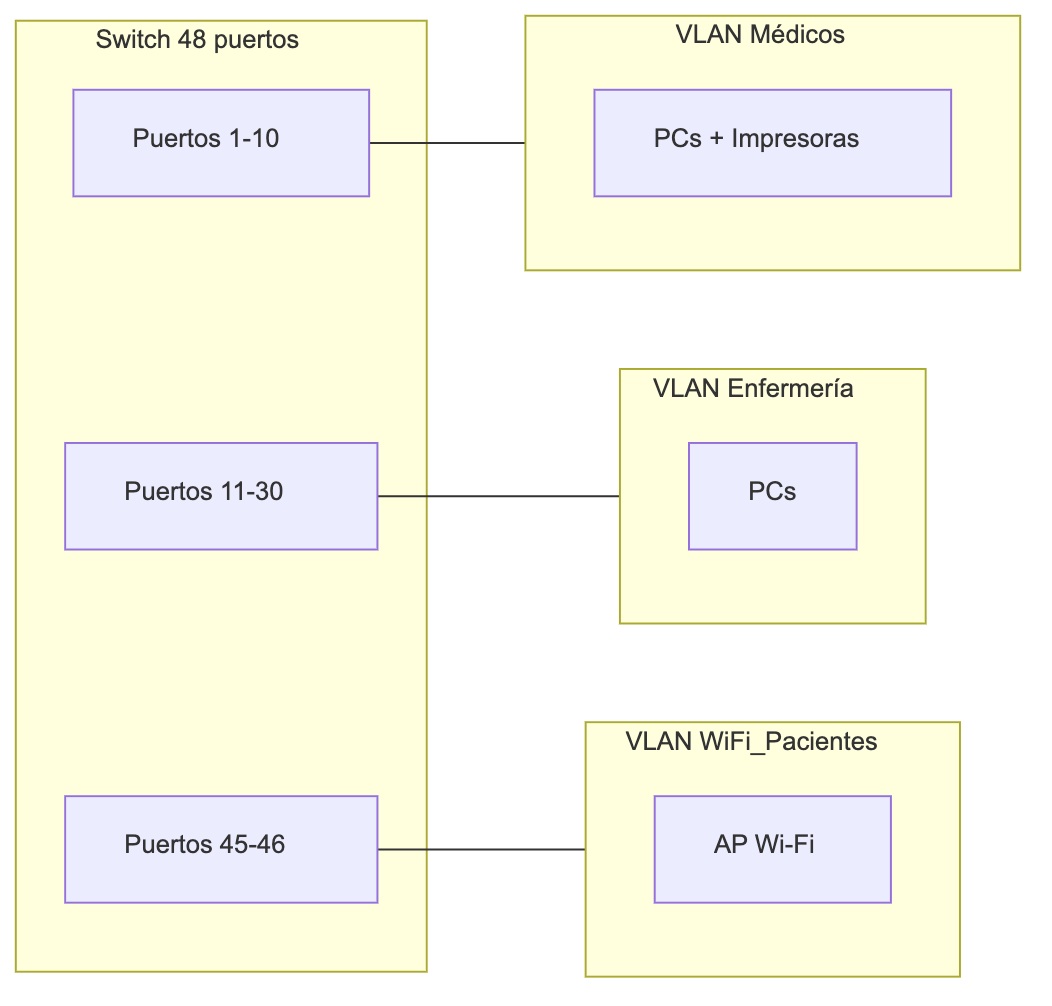 Switch 48 puertos
Puertos 1-10
Puertos 11-30
Puertos 45-46
VLAN Médicos
PCs + Impresoras
VLAN Enfermería
PCs
VLAN WiFi_Pacientes
AP Wi-Fi